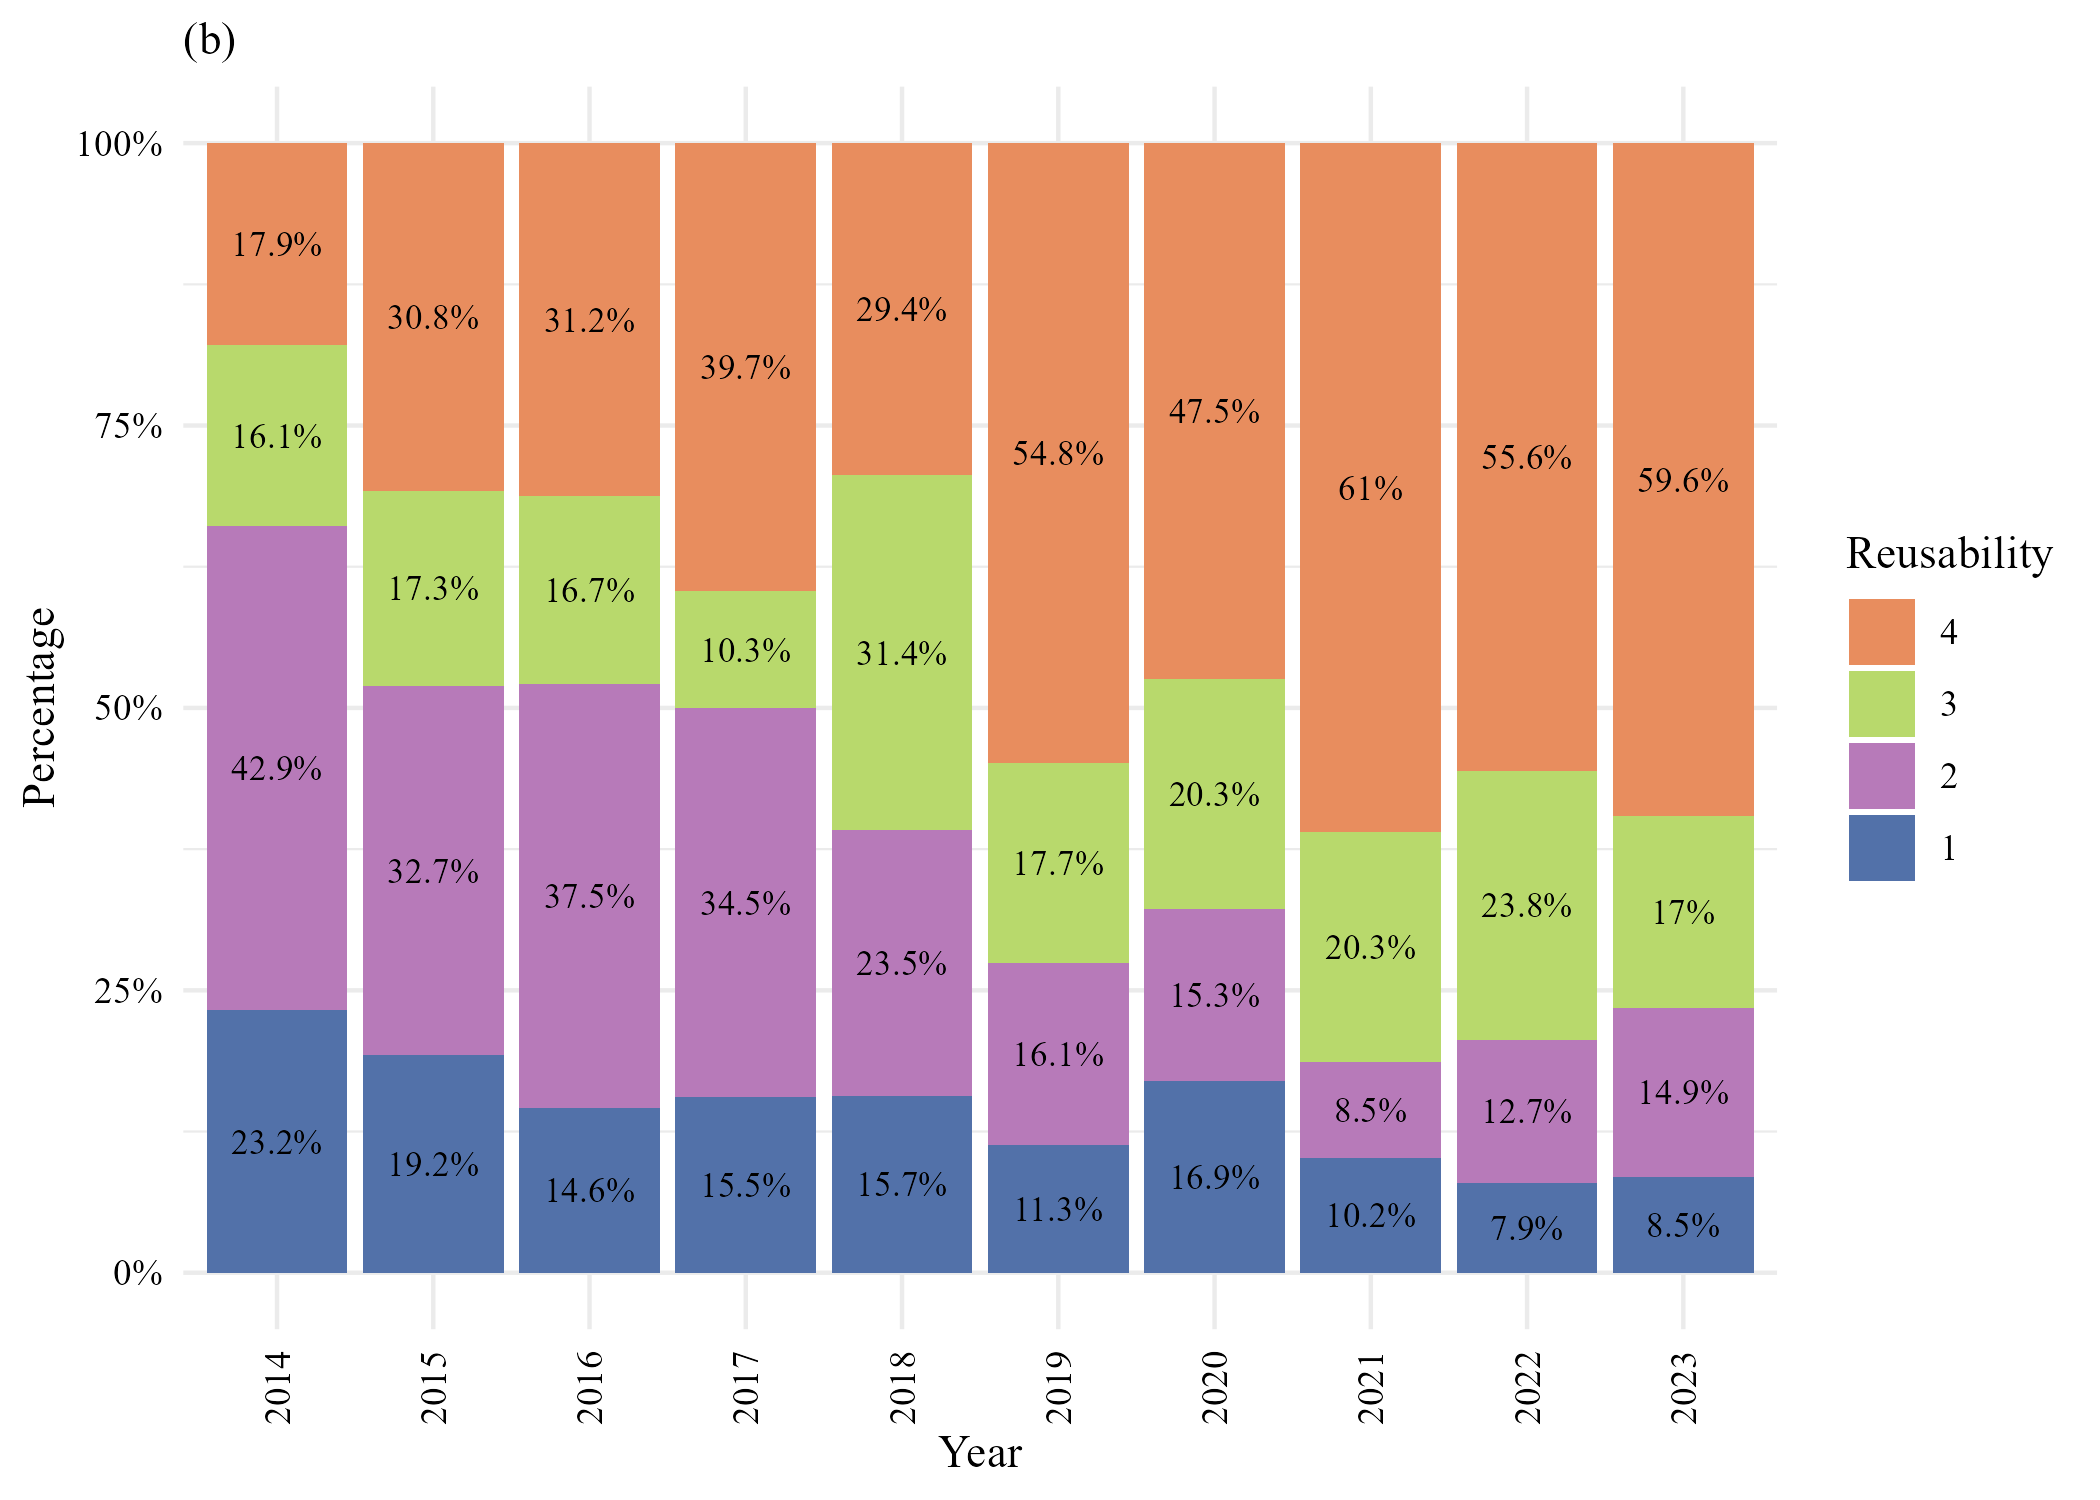 (b)
100%
75%
50%
25%
0%
Percentage
17.9% 30.8% 31.2% 39.7% 29.4% 54.8% 47.5% 61% 55.6% 59.6%
16.1% 17.3% 16.7% 10.3% 31.4% 17.7% 20.3% 20.3% 23.8% 17%
42.9% 32.7% 37.5% 34.5% 23.5% 16.1% 15.3% 8.5% 12.7% 14.9%
23.2% 19.2% 14.6% 15.5% 15.7% 11.3% 16.9% 10.2% 7.9% 8.5%
2014 2015 2016 2017 2018 2019 2020 2021 2022 2023
Year
Reusability
4
3
2
1